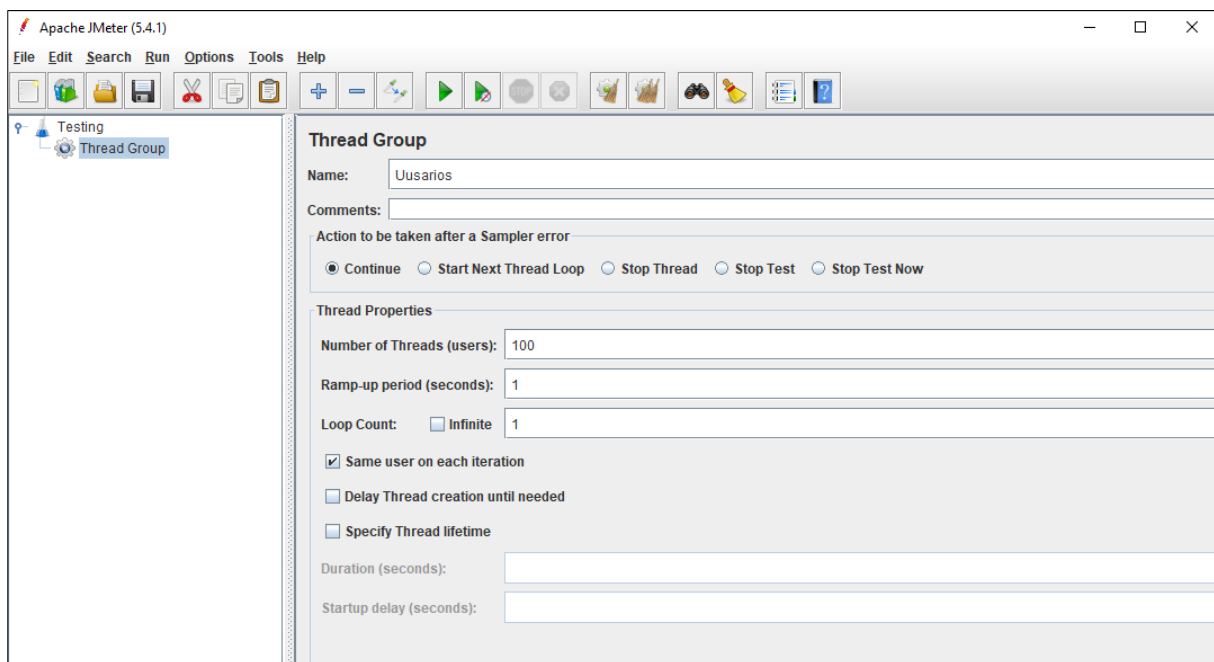 Apache JMeter (5.4.1)
File Edit Search Run Options Tools Help
STOP
Testing
Thread Group
Thread Group
Name: Uusarios
Comments:
Action to be taken after a Sampler error
Continue Start Next Thread Loop Stop Thread Stop Test Stop Test Now
Thread Properties
Number of Threads (users): 100
Ramp-up period (seconds): 1
Loop Count: Infinite 1
Same user on each iteration
Delay Thread creation until needed
Specify Thread lifetime
Duration (seconds):
Startup delay (seconds):